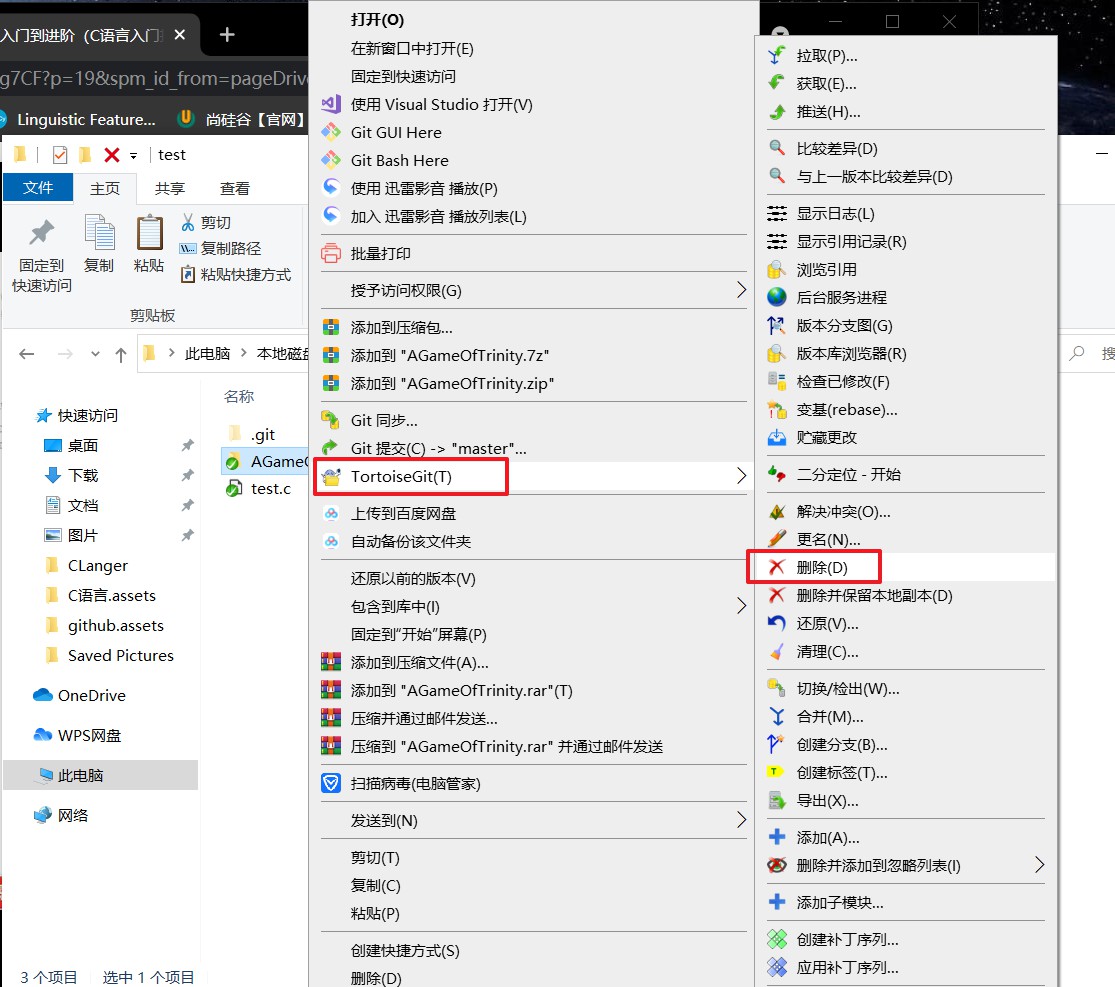 入门到进阶（C语言入门
g7CF?p=19&spm_id_from=pageDrive
Linguistic Feature...
尚硅谷【官网】
test
文件
主页
共享
查看
固定到
快速访问
复制
粘贴
剪切
复制路径
粘贴快捷方式
剪贴板
此电脑
本地磁盘
搜
快速访问
桌面
下载
文档
图片
CLanger
C语言.assets
github.assets
Saved Pictures
OneDrive
WPS网盘
此电脑
网络
3 个项目
选中 1 个项目
名称
.git
AGameO
test.c
打开(O)
在新窗口中打开(E)
固定到快速访问
使用 Visual Studio 打开(V)
Git GUI Here
Git Bash Here
使用 迅雷影音 播放(P)
加入 迅雷影音 播放列表(L)
批量打印
授予访问权限(G)
添加到压缩包...
添加到 "AGameOfTrinity.7z"
添加到 "AGameOfTrinity.zip"
Git 同步...
Git 提交(C) -> "master"...
TortoiseGit(T)
上传到百度网盘
自动备份该文件夹
还原以前的版本(V)
包含到库中(I)
固定到“开始”屏幕(P)
添加到压缩文件(A)...
添加到 "AGameOfTrinity.rar"(T)
压缩并通过邮件发送...
压缩到 "AGameOfTrinity.rar" 并通过邮件发送
扫描病毒(电脑管家)
发送到(N)
剪切(T)
复制(C)
粘贴(P)
创建快捷方式(S)
删除(D)
拉取(P)...
获取(E)...
推送(H)...
比较差异(D)
与上一版本比较差异(D)
显示日志(L)
显示引用记录(R)
浏览引用
后台服务进程
版本分支图(G)
版本库浏览器(R)
检查已修改(F)
变基(rebase)...
贮藏更改
二分定位 - 开始
解决冲突(O)...
更名(N)...
删除(D)
删除并保留本地副本(D)
还原(V)...
清理(C)...
切换/检出(W)...
合并(M)...
创建分支(B)...
创建标签(T)...
导出(X)...
添加(A)...
删除并添加到忽略列表(I)
添加子模块...
创建补丁序列...
应用补丁序列...